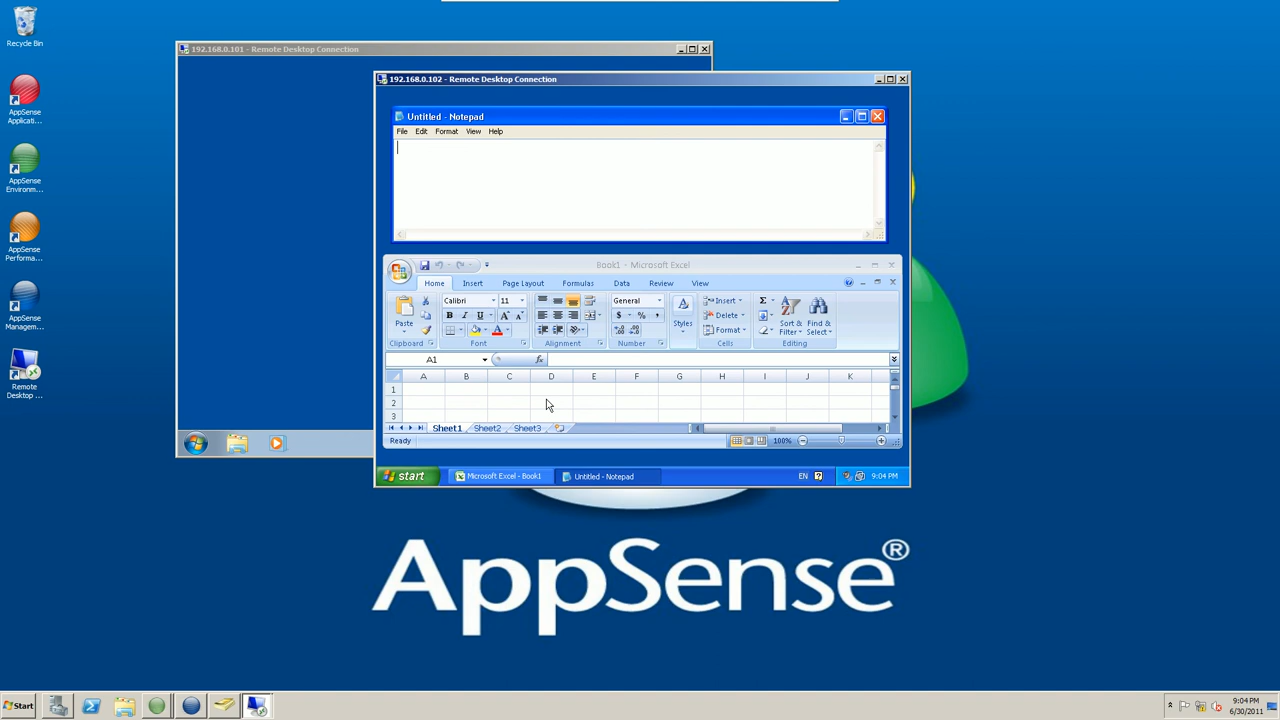 Recycle Bin
AppSense
Applicati...
AppSense
Environm...
AppSense
Performa...
AppSense
Managem...
Remote
Desktop ...
192.168.0.101 - Remote Desktop Connection
192.168.0.102 - Remote Desktop Connection
Untitled - Notepad
File Edit Format View Help
Book1 - Microsoft Excel
Home Insert Page Layout Formulas Data Review View
Paste
Clipboard
Calibri 11
B I U A A
A
Font
Alignment
General
$ % ,
Number
A
Styles
Insert
Delete
Format
Cells
Σ
Sort &
Filter
Find &
Select
Editing
A1 fx
A B C D E F G H I J K
1
2
3
Sheet1 Sheet2 Sheet3
Ready 100%
start Microsoft Excel - Book1 Untitled - Notepad EN 9:04 PM
AppSense®
Start 9:04 PM
6/30/2011